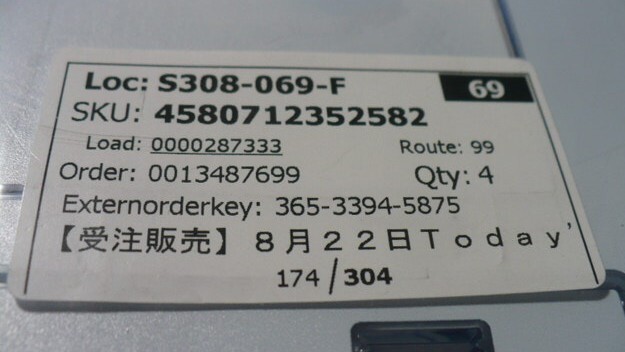 Loc: S308-069-F 69
SKU: 4580712352582
Load: 0000287333 Route: 99
Order: 0013487699 Qty: 4
Externorderkey: 365-3394-5875
【受注販売】８月２２日Ｔｏｄａｙ'
174/304